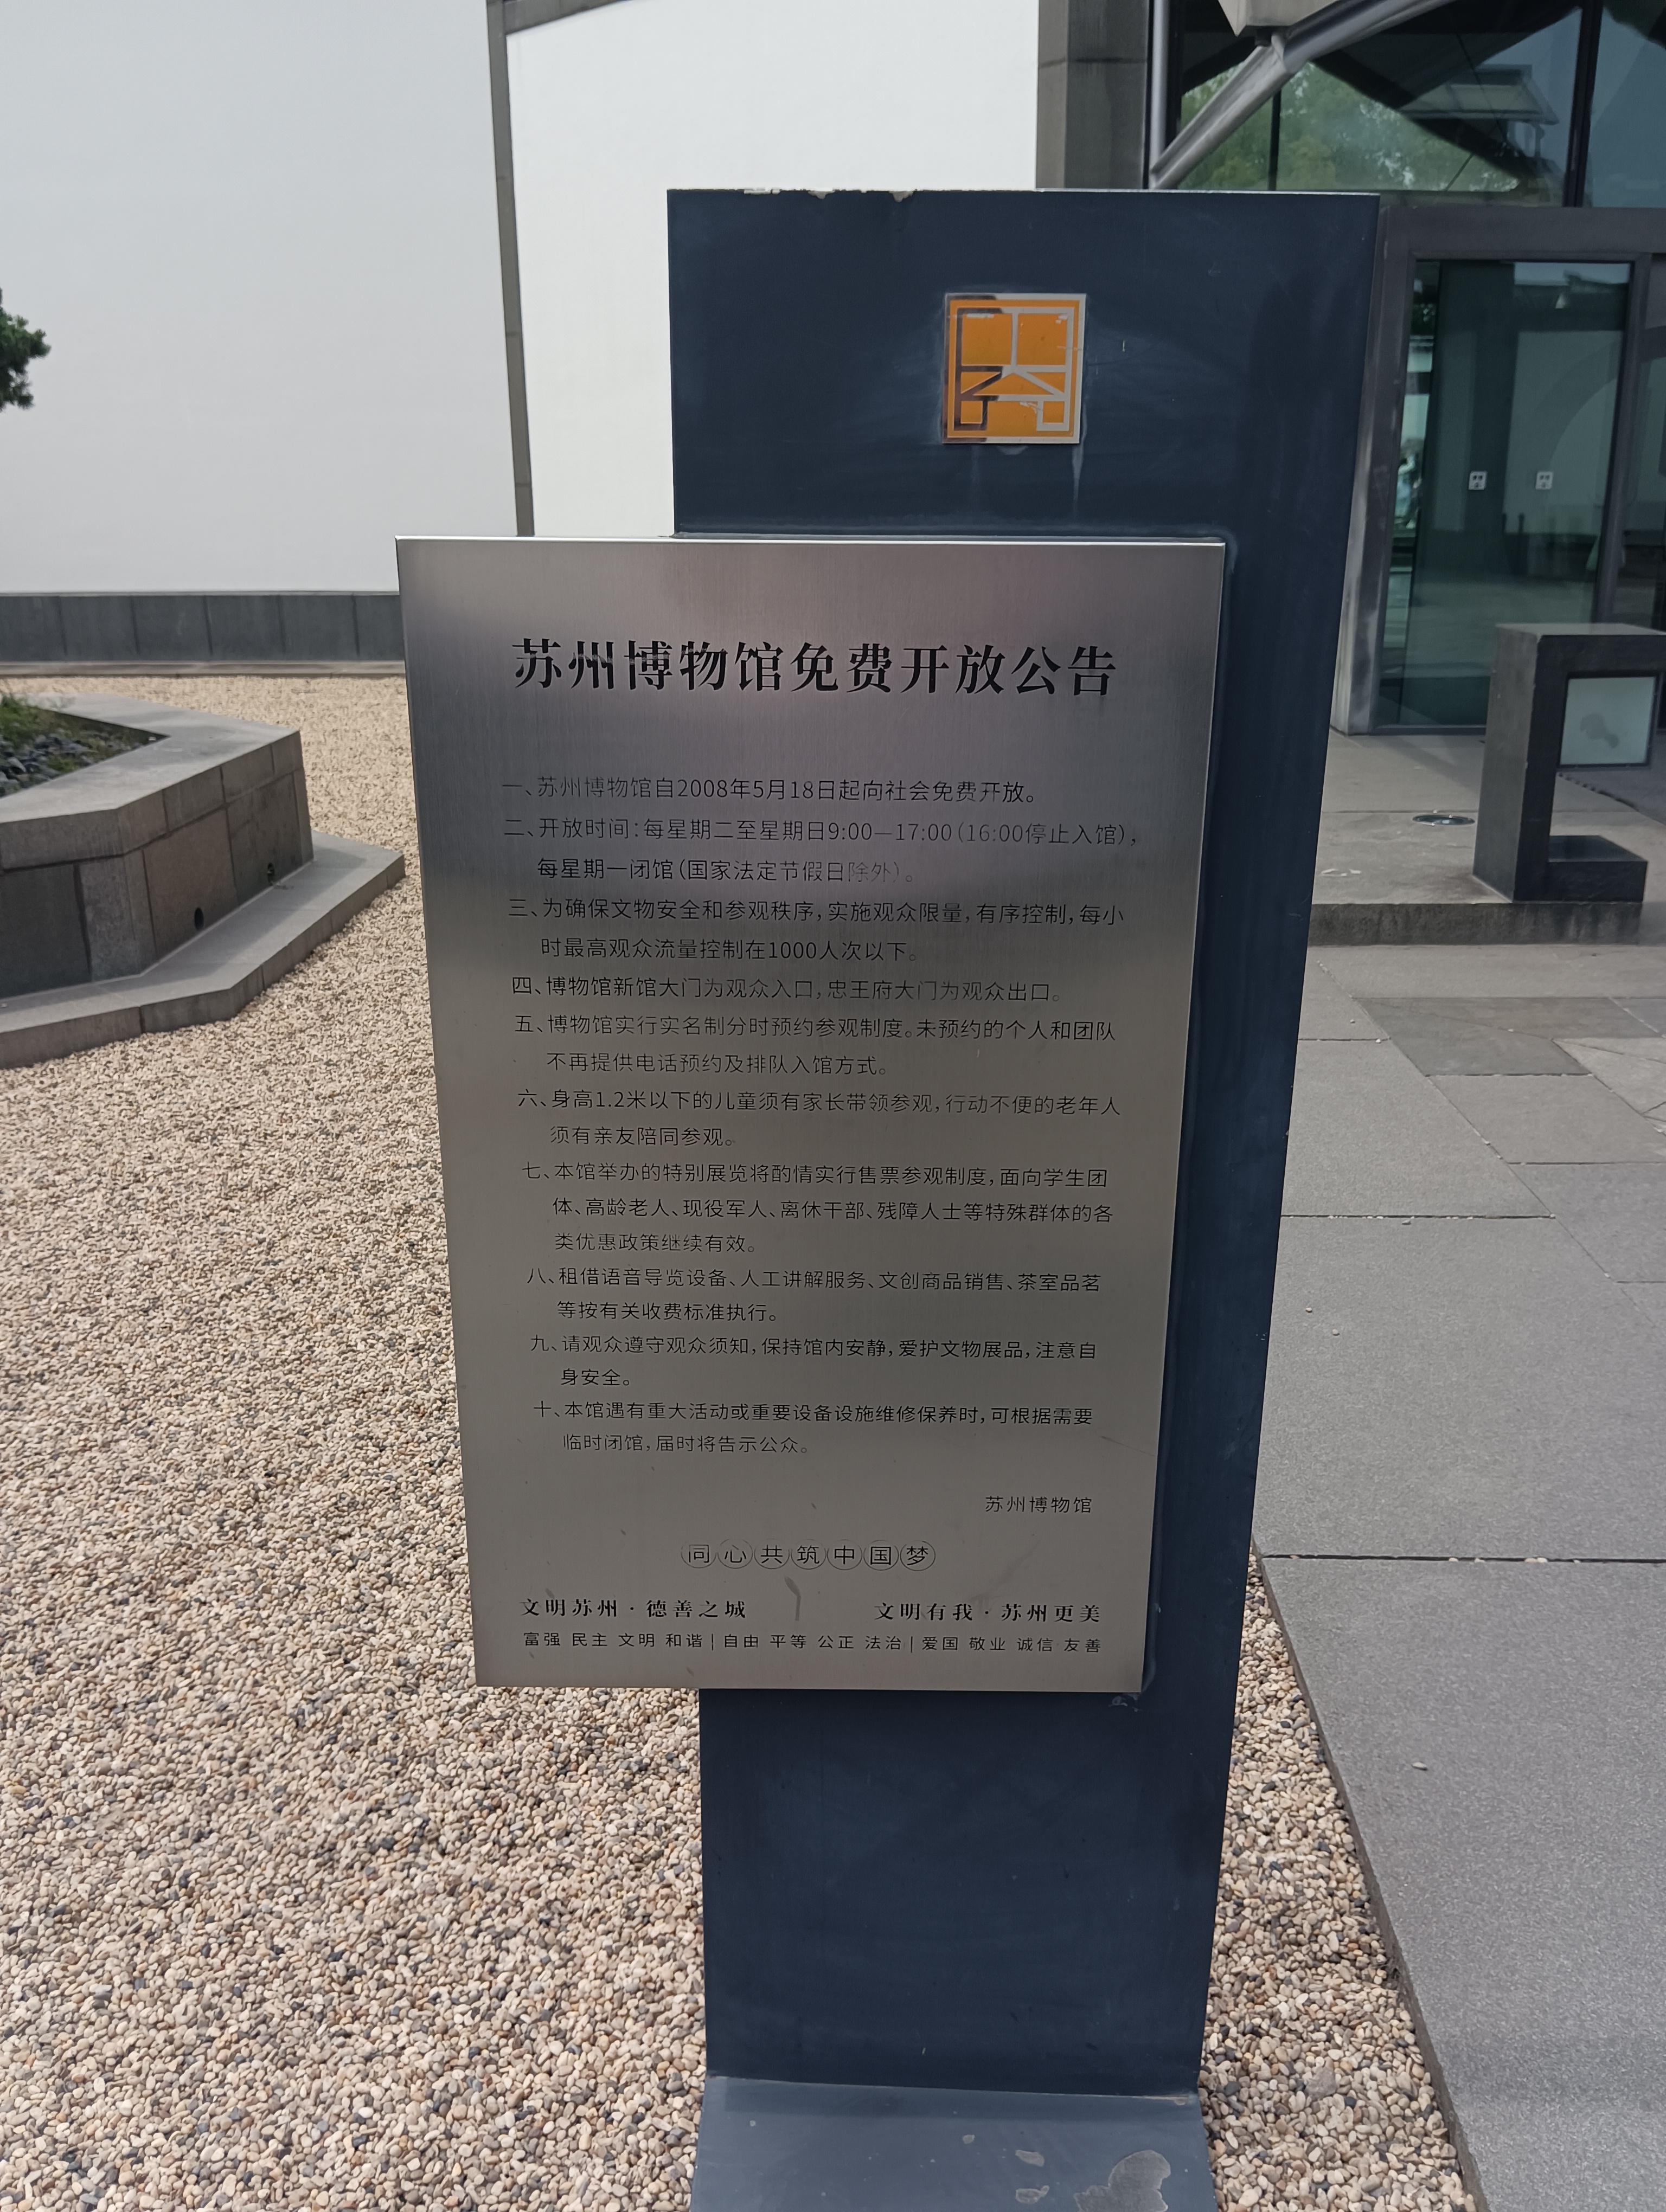 苏州博物馆免费开放公告
一、苏州博物馆自2008年5月18日起向社会免费开放。
二、开放时间：每星期二至星期日9:00—17:00（16:00停止入馆），
每星期一闭馆（国家法定节假日除外）。
三、为确保文物安全和参观秩序，实施观众限量，有序控制，每小
时最高观众流量控制在1000人次以下。
四、博物馆新馆大门为观众入口，忠王府大门为观众出口。
五、博物馆实行实名制分时预约参观制度。未预约的个人和团队
不再提供电话预约及排队入馆方式。
六、身高1.2米以下的儿童须有家长带领参观，行动不便的老年人
须有亲友陪同参观。
七、本馆举办的特别展览将酌情实行售票参观制度，面向学生团
体、高龄老人、现役军人、离休干部、残障人士等特殊群体的各
类优惠政策继续有效。
八、租借语音导览设备、人工讲解服务、文创商品销售、茶室品茗
等按有关收费标准执行。
九、请观众遵守观众须知，保持馆内安静，爱护文物展品，注意自
身安全。
十、本馆遇有重大活动或重要设备设施维修保养时，可根据需要
临时闭馆，届时将告示公众。
苏州博物馆
同心共筑中国梦
文明苏州·德善之城 文明有我·苏州更美
富强 民主 文明 和谐|自由 平等 公正 法治|爱国 敬业 诚信 友善